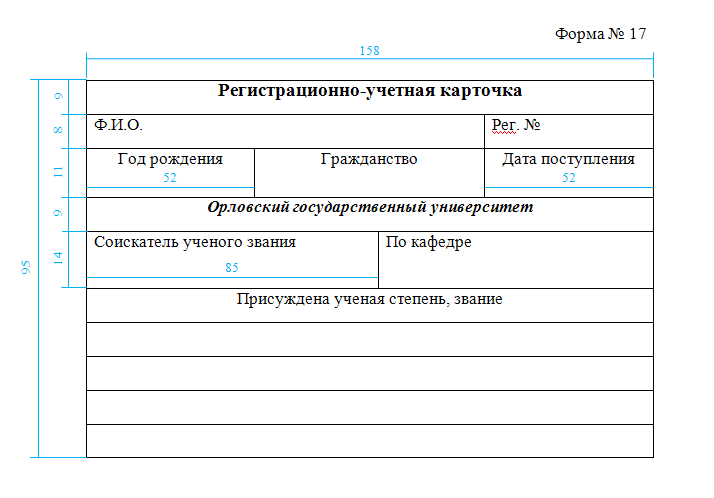 Форма № 17
158
9
Регистрационно-учетная карточка
8
Ф.И.О. Рег. №
11
Год рождения Гражданство Дата поступления
52 52
9
Орловский государственный университет
14
Соискатель ученого звания По кафедре
85
95
Присуждена ученая степень, звание